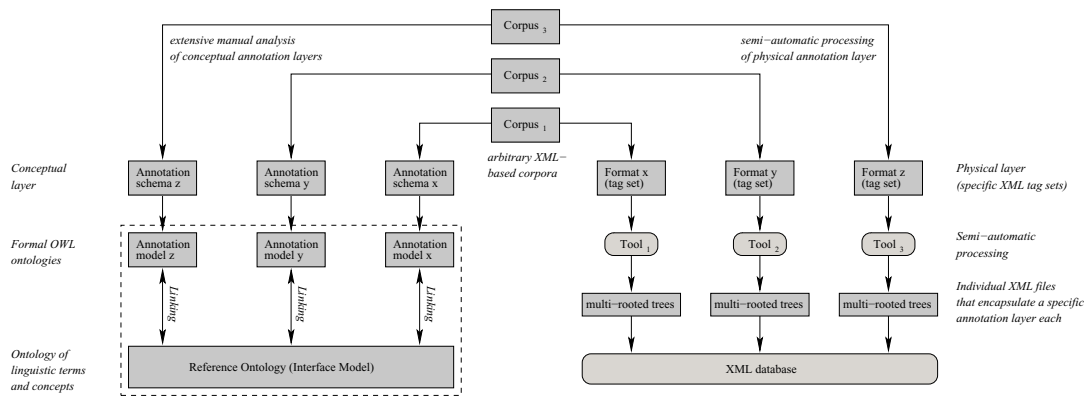 Corpus 3
extensive manual analysis
of conceptual annotation layers
semi−automatic processing
of physical annotation layer
Corpus 2
Corpus 1
arbitrary XML−
based corpora
Conceptual
layer
Annotation
schema z
Annotation
schema y
Annotation
schema x
Format x
(tag set)
Format y
(tag set)
Format z
(tag set)
Physical layer
(specific XML tag sets)
Formal OWL
ontologies
Annotation
model z
Annotation
model y
Annotation
model x
Tool 1
Tool 2
Tool 3
Semi−automatic
processing
Linking
Linking
Linking
multi−rooted trees
multi−rooted trees
multi−rooted trees
Individual XML files
that encapsulate a specific
annotation layer each
Ontology of
linguistic terms
and concepts
Reference Ontology (Interface Model)
XML database